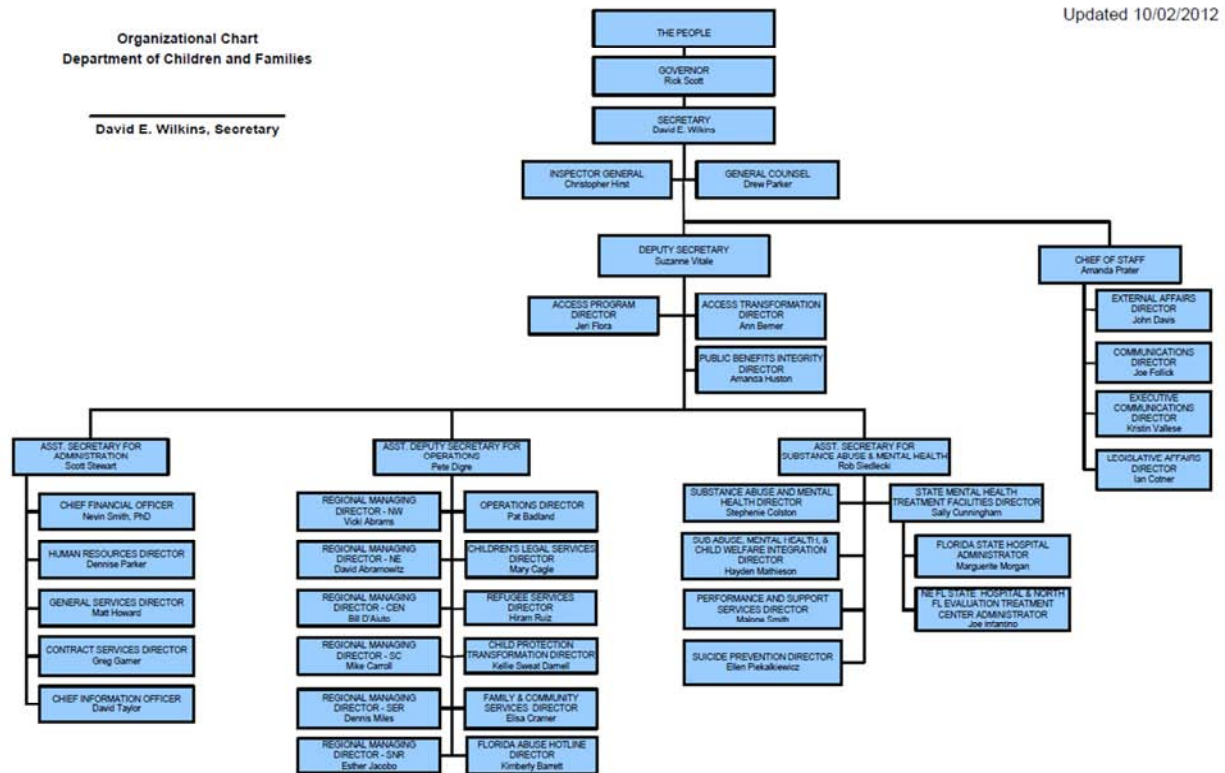 Updated 10/02/2012
Organizational Chart
Department of Children and Families
David E. Wilkins, Secretary
THE PEOPLE
GOVERNOR
Rick Scott
SECRETARY
David E. Wilkins
INSPECTOR GENERAL
Christopher Hirst
GENERAL COUNSEL
Drew Parker
DEPUTY SECRETARY
Suzanne Vitale
CHIEF OF STAFF
Amanda Prater
ACCESS PROGRAM
DIRECTOR
Jeri Flora
ACCESS TRANSFORMATION
DIRECTOR
Ann Berner
PUBLIC BENEFITS INTEGRITY
DIRECTOR
Amanda Huston
EXTERNAL AFFAIRS
DIRECTOR
John Davis
COMMUNICATIONS
DIRECTOR
Joe Follick
EXECUTIVE
COMMUNICATIONS
DIRECTOR
Kristin Vallese
LEGISLATIVE AFFAIRS
DIRECTOR
Ian Cotner
ASST. SECRETARY FOR
ADMINISTRATION
Scott Stewart
CHIEF FINANCIAL OFFICER
Nevin Smith, PhD
HUMAN RESOURCES DIRECTOR
Dennise Parker
GENERAL SERVICES DIRECTOR
Matt Howard
CONTRACT SERVICES DIRECTOR
Greg Garner
CHIEF INFORMATION OFFICER
David Taylor
ASST. DEPUTY SECRETARY FOR
OPERATIONS
Pete Digre
REGIONAL MANAGING
DIRECTOR - NW
Vicki Abrams
REGIONAL MANAGING
DIRECTOR - NE
David Abramowitz
REGIONAL MANAGING
DIRECTOR - CEN
Bill D'Aiuto
REGIONAL MANAGING
DIRECTOR - SC
Mike Carroll
REGIONAL MANAGING
DIRECTOR - SER
Dennis Miles
REGIONAL MANAGING
DIRECTOR - SNR
Esther Jacobo
OPERATIONS DIRECTOR
Pat Badland
CHILDREN'S LEGAL SERVICES
DIRECTOR
Mary Cagle
REFUGEE SERVICES
DIRECTOR
Hiram Ruiz
CHILD PROTECTION
TRANSFORMATION DIRECTOR
Kellie Sweat Darnell
FAMILY & COMMUNITY
SERVICES DIRECTOR
Elisa Cramer
FLORIDA ABUSE HOTLINE
DIRECTOR
Kimberly Barrett
ASST. SECRETARY FOR
SUBSTANCE ABUSE & MENTAL HEALTH
Rob Siedlecki
SUBSTANCE ABUSE AND MENTAL
HEALTH DIRECTOR
Stephenie Colston
SUB ABUSE, MENTAL HEALTH, &
CHILD WELFARE INTEGRATION
DIRECTOR
Hayden Mathieson
PERFORMANCE AND SUPPORT
SERVICES DIRECTOR
Malone Smith
SUICIDE PREVENTION DIRECTOR
Ellen Piekalkiewicz
STATE MENTAL HEALTH
TREATMENT FACILITIES DIRECTOR
Sally Cunningham
FLORIDA STATE HOSPITAL
ADMINISTRATOR
Marguerite Morgan
NE FL STATE HOSPITAL & NORTH
FL EVALUATION TREATMENT
CENTER ADMINISTRATOR
Joe Infantino